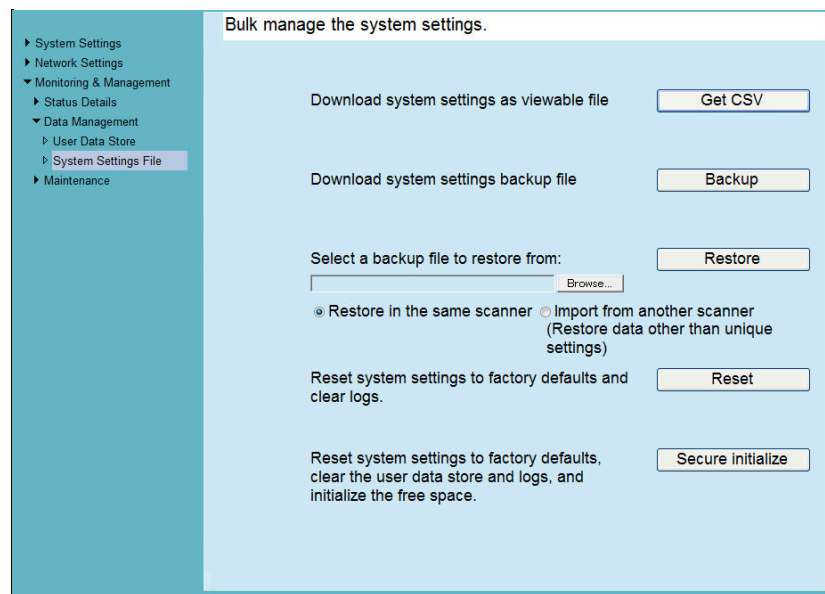 Bulk manage the system settings.
System Settings
Network Settings
Monitoring & Management
Status Details
Data Management
User Data Store
System Settings File
Maintenance
Download system settings as viewable file
Get CSV
Download system settings backup file
Backup
Select a backup file to restore from:
Restore
Browse...
Restore in the same scanner
Import from another scanner
(Restore data other than unique
settings)
Reset system settings to factory defaults and
clear logs.
Reset
Reset system settings to factory defaults,
clear the user data store and logs, and
initialize the free space.
Secure initialize